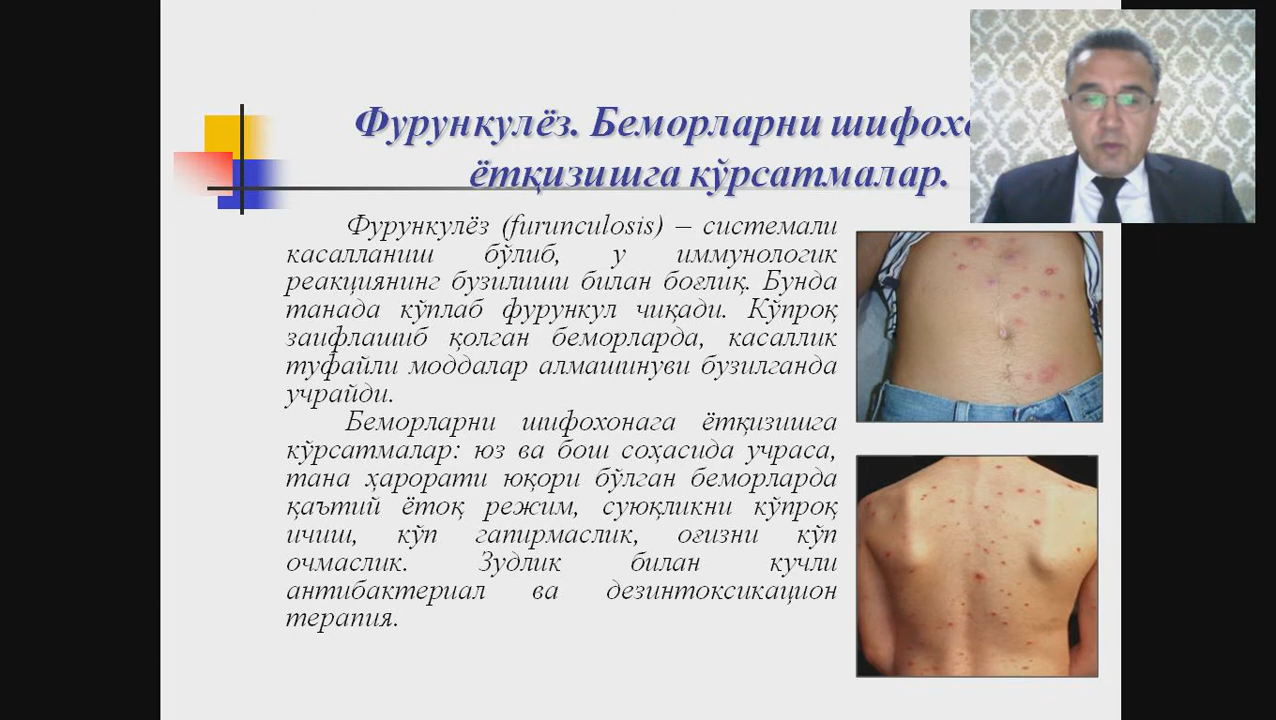 Фурункулёз. Беморларни
ётқизишга кўрсатмалар.
Фурункулёз (furunculosis) – системали
касалланиш бўлиб, у иммунологик
реакциянинг бузилиши билан боғлиқ. Бунда
танада кўплаб фурункул чиқади. Кўпроқ
заифлашиб қолган беморларда, касаллик
туфайли моддалар алмашинуви бузилганда
учрайди.
Беморларни шифохонага ётқизишга
кўрсатмалар: юз ва бош соҳасида учраса,
тана ҳарорати юқори бўлган беморларда
қаътий ётоқ режим, суюқликни кўпроқ
ичиш, кўп гапирмаслик, оғизни кўп
очмаслик. Зудлик билан кучли
антибактериал ва дезинтоксикацион
терапия.